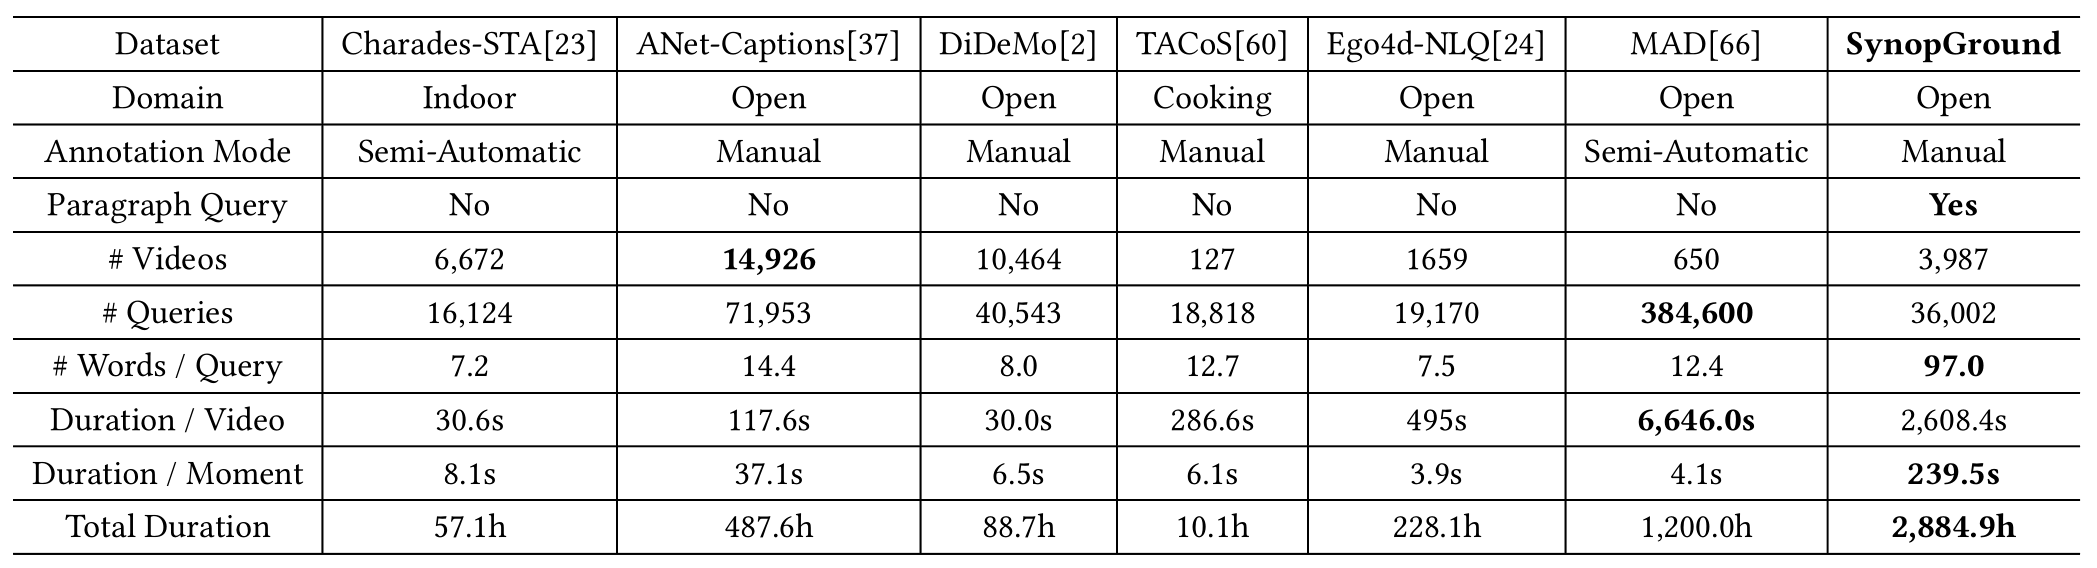 Dataset Charades-STA[23] ANet-Captions[37] DiDeMo[2] TACoS[60] Ego4d-NLQ[24] MAD[66] SynopGround
Domain Indoor Open Open Cooking Open Open Open
Annotation Mode Semi-Automatic Manual Manual Manual Manual Semi-Automatic Manual
Paragraph Query No No No No No No Yes
# Videos 6,672 14,926 10,464 127 1659 650 3,987
# Queries 16,124 71,953 40,543 18,818 19,170 384,600 36,002
# Words / Query 7.2 14.4 8.0 12.7 7.5 12.4 97.0
Duration / Video 30.6s 117.6s 30.0s 286.6s 495s 6,646.0s 2,608.4s
Duration / Moment 8.1s 37.1s 6.5s 6.1s 3.9s 4.1s 239.5s
Total Duration 57.1h 487.6h 88.7h 10.1h 228.1h 1,200.0h 2,884.9h